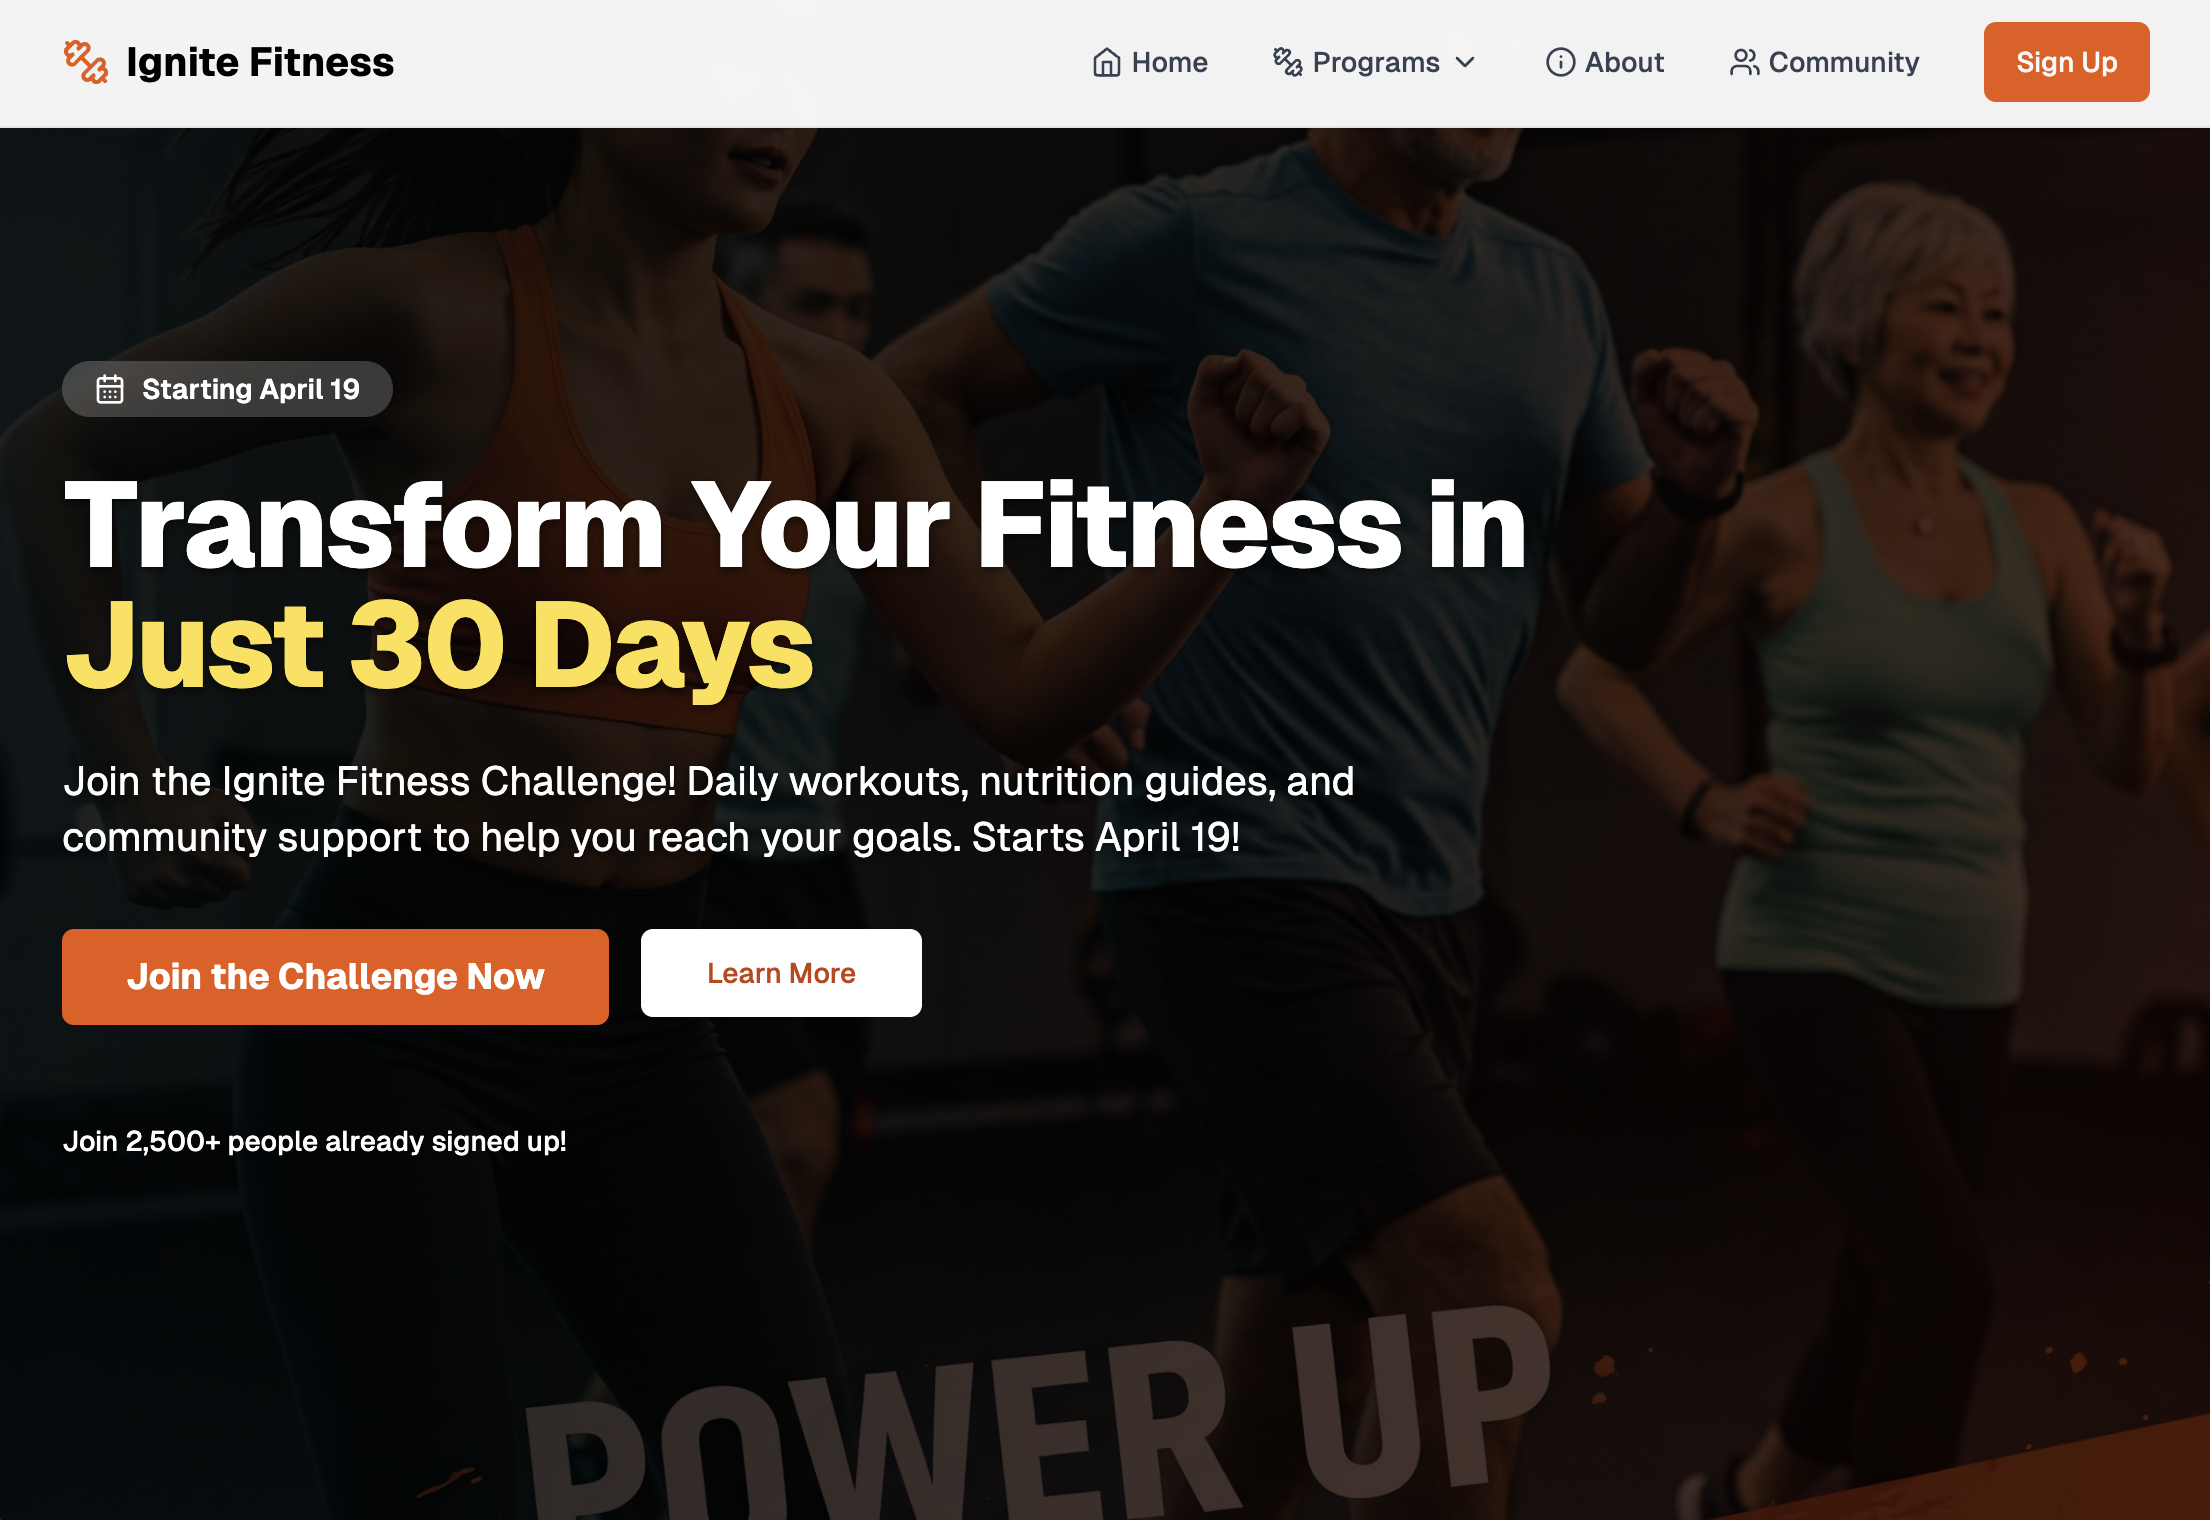 Ignite Fitness
Home
Programs
About
Community
Sign Up
Starting April 19
Transform Your Fitness in
Just 30 Days
Join the Ignite Fitness Challenge! Daily workouts, nutrition guides, and
community support to help you reach your goals. Starts April 19!
Join the Challenge Now
Learn More
Join 2,500+ people already signed up!
POWER UP